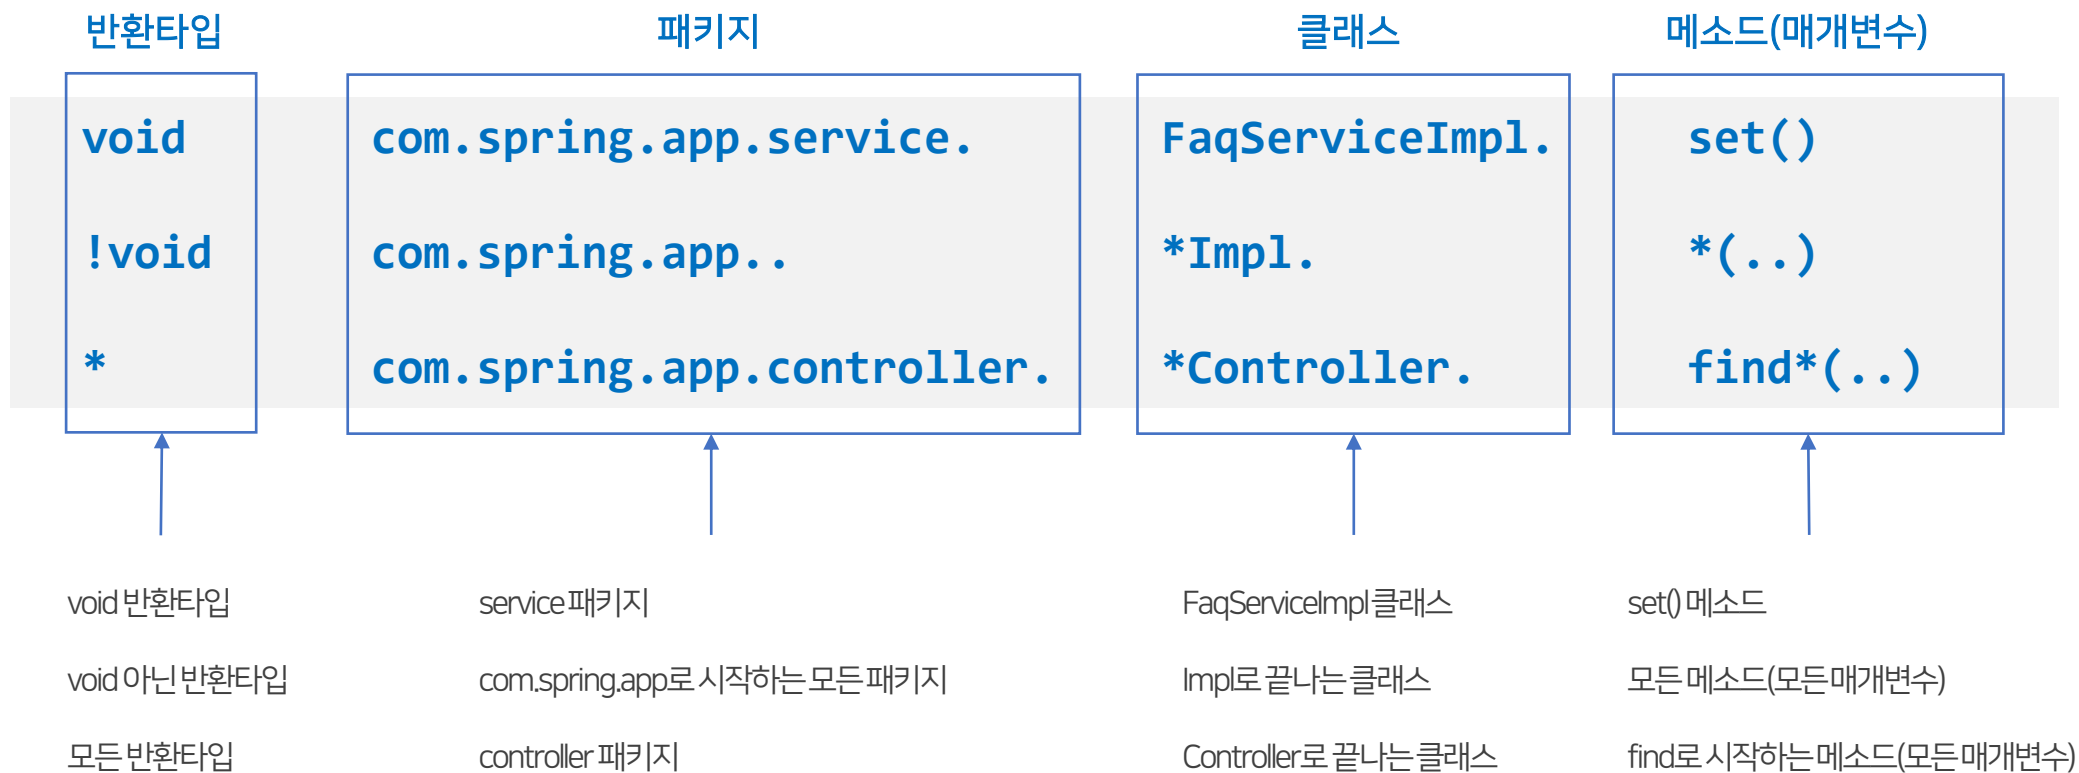 반환타입 패키지 클래스 메소드(매개변수)
void com.spring.app.service. FaqServiceImpl. set()
!void com.spring.app.. *Impl. *(..)
* com.spring.app.controller. *Controller. find*(..)
void 반환타입 service 패키지 FaqServiceImpl 클래스 set() 메소드
void 아닌 반환타입 com.spring.app로 시작하는 모든 패키지 Impl로 끝나는 클래스 모든 메소드(모든 매개변수)
모든 반환타입 controller 패키지 Controller로 끝나는 클래스 find로 시작하는 메소드(모든 매개변수)